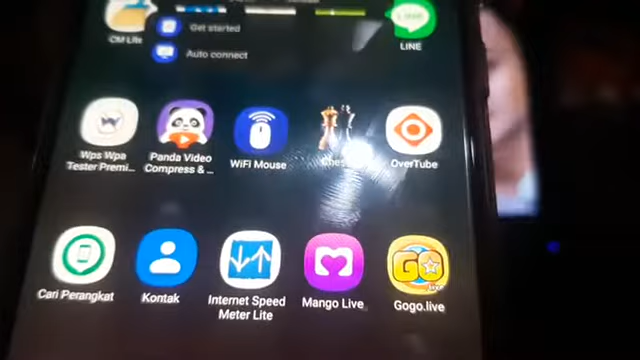 CM Lite
Get started
LINE
LINE
Auto connect
Wps Wpa
Tester Premi...
Panda Video
Compress & ...
WiFi Mouse
Chess
OverTube
Cari Perangkat
Kontak
Internet Speed
Meter Lite
Mango Live
GO
Gogo.live